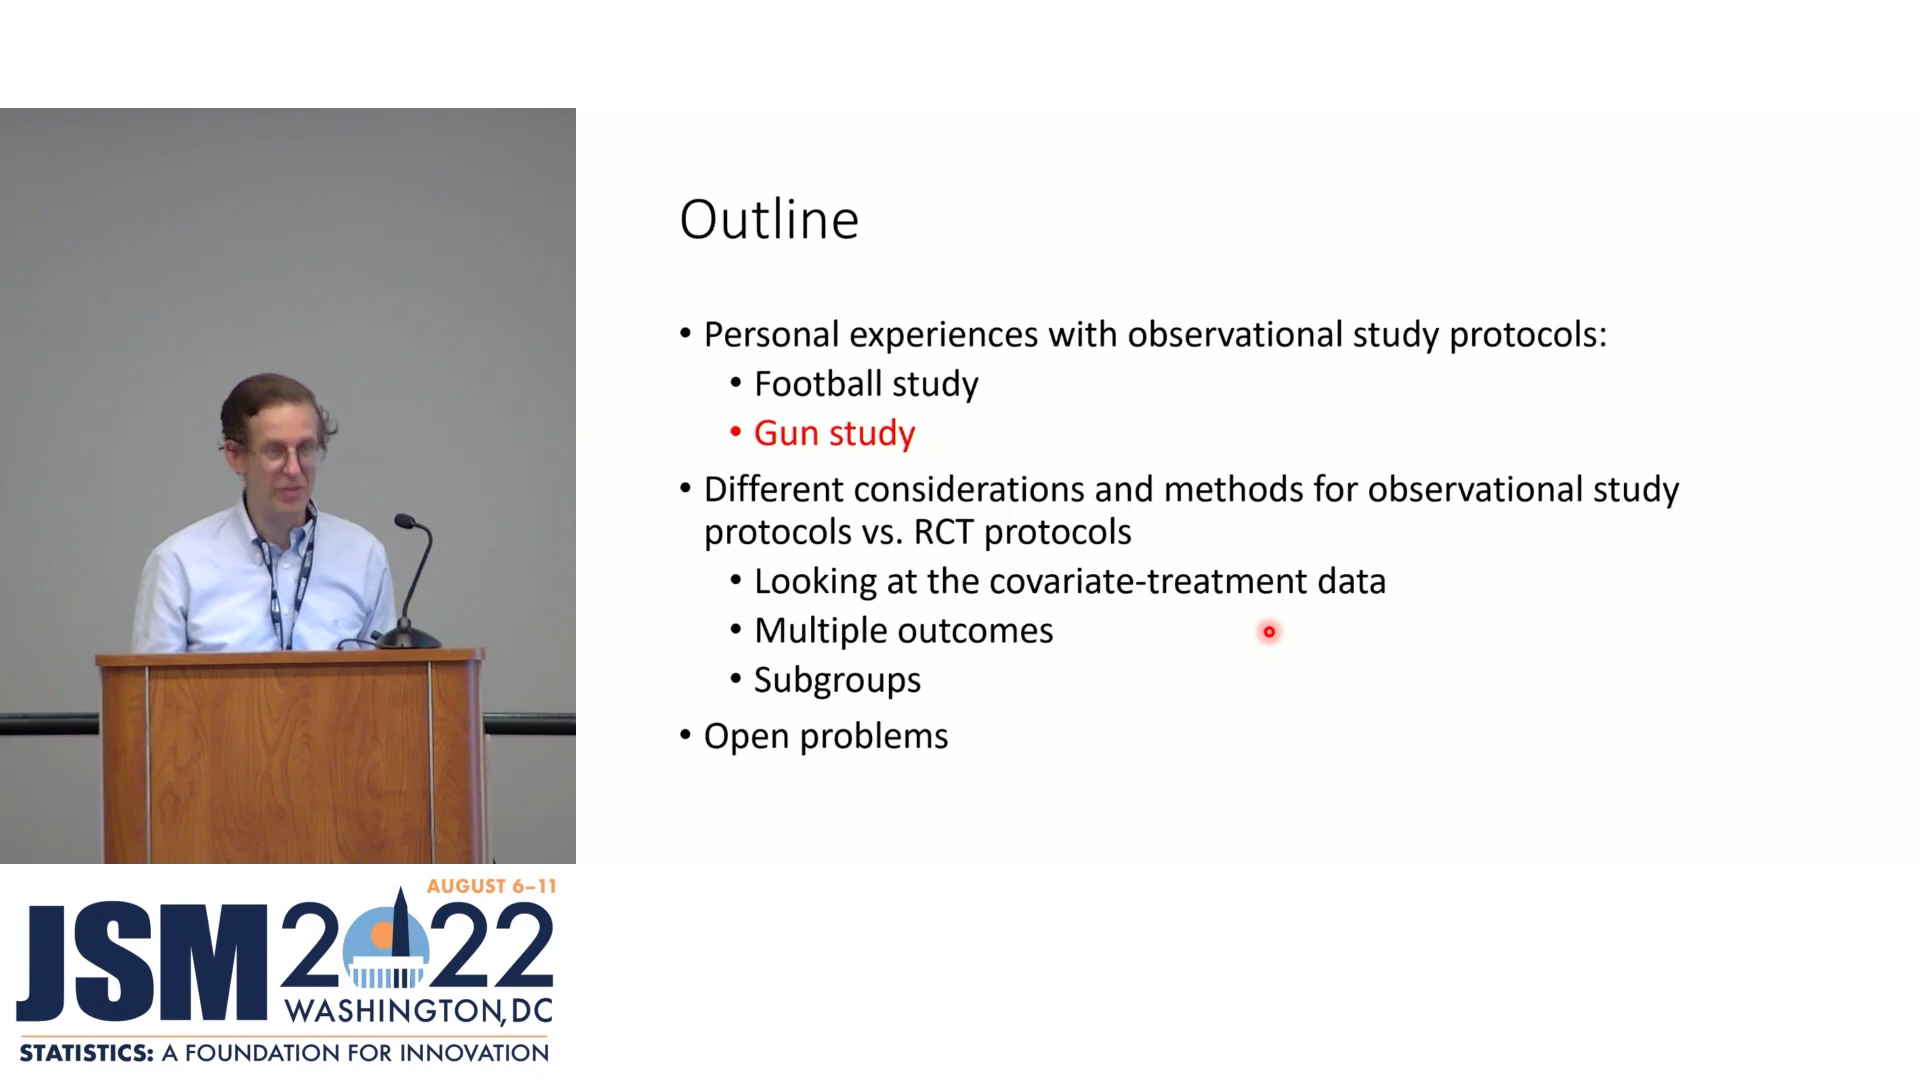 Outline
• Personal experiences with observational study protocols:
• Football study
• Gun study
• Different considerations and methods for observational study
protocols vs. RCT protocols
• Looking at the covariate-treatment data
• Multiple outcomes
• Subgroups
• Open problems
AUGUST 6–11
JSM 2022
WASHINGTON, DC
STATISTICS: A FOUNDATION FOR INNOVATION